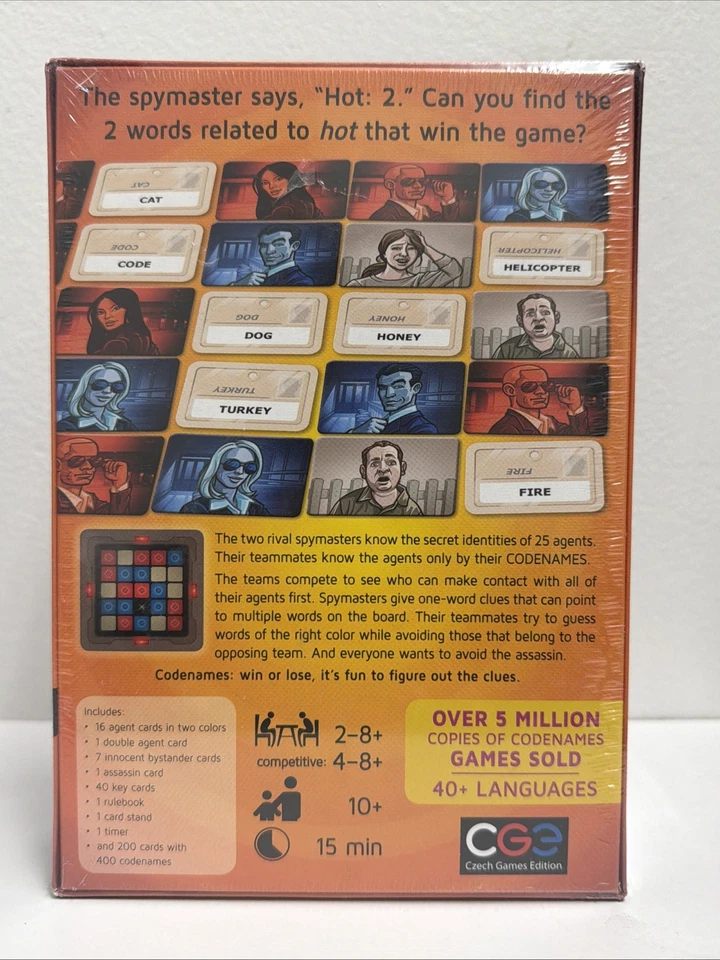 The spymaster says, “Hot: 2.” Can you find the
2 words related to hot that win the game?
CAT
CAT
CODE
CODE
HELICOPTER
HELICOPTER
DOG
DOG
HONEY
HONEY
TURKEY
TURKEY
FIRE
FIRE
The two rival spymasters know the secret identities of 25 agents.
Their teammates know the agents only by their CODENAMES.
The teams compete to see who can make contact with all of
their agents first. Spymasters give one-word clues that can point
to multiple words on the board. Their teammates try to guess
words of the right color while avoiding those that belong to the
opposing team. And everyone wants to avoid the assassin.
Codenames: win or lose, it's fun to figure out the clues.
Includes:
• 16 agent cards in two colors
• 1 double agent card
• 7 innocent bystander cards
• 1 assassin card
• 40 key cards
• 1 rulebook
• 1 card stand
• 1 timer
• and 200 cards with
400 codenames
2–8+
competitive: 4–8+
10+
15 min
OVER 5 MILLION
COPIES OF CODENAMES
GAMES SOLD
40+ LANGUAGES
CGE
Czech Games Edition